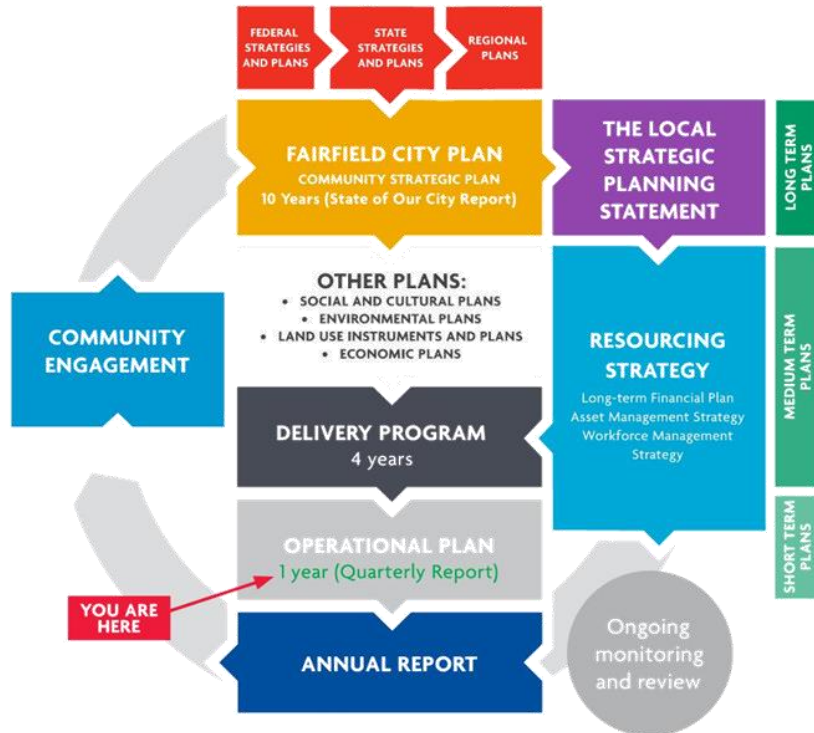 FEDERAL
STRATEGIES
AND PLANS
STATE
STRATEGIES
AND PLANS
REGIONAL
PLANS
FAIRFIELD CITY PLAN
COMMUNITY STRATEGIC PLAN
10 Years (State of Our City Report)
THE LOCAL
STRATEGIC
PLANNING
STATEMENT
LONG TERM
PLANS
OTHER PLANS:
• SOCIAL AND CULTURAL PLANS
• ENVIRONMENTAL PLANS
• LAND USE INSTRUMENTS AND PLANS
• ECONOMIC PLANS
COMMUNITY
ENGAGEMENT
RESOURCING
STRATEGY
Long-term Financial Plan
Asset Management Strategy
Workforce Management
Strategy
MEDIUM TERM
PLANS
DELIVERY PROGRAM
4 years
OPERATIONAL PLAN
1 year (Quarterly Report)
SHORT TERM
PLANS
YOU ARE
HERE
ANNUAL REPORT
Ongoing
monitoring
and review